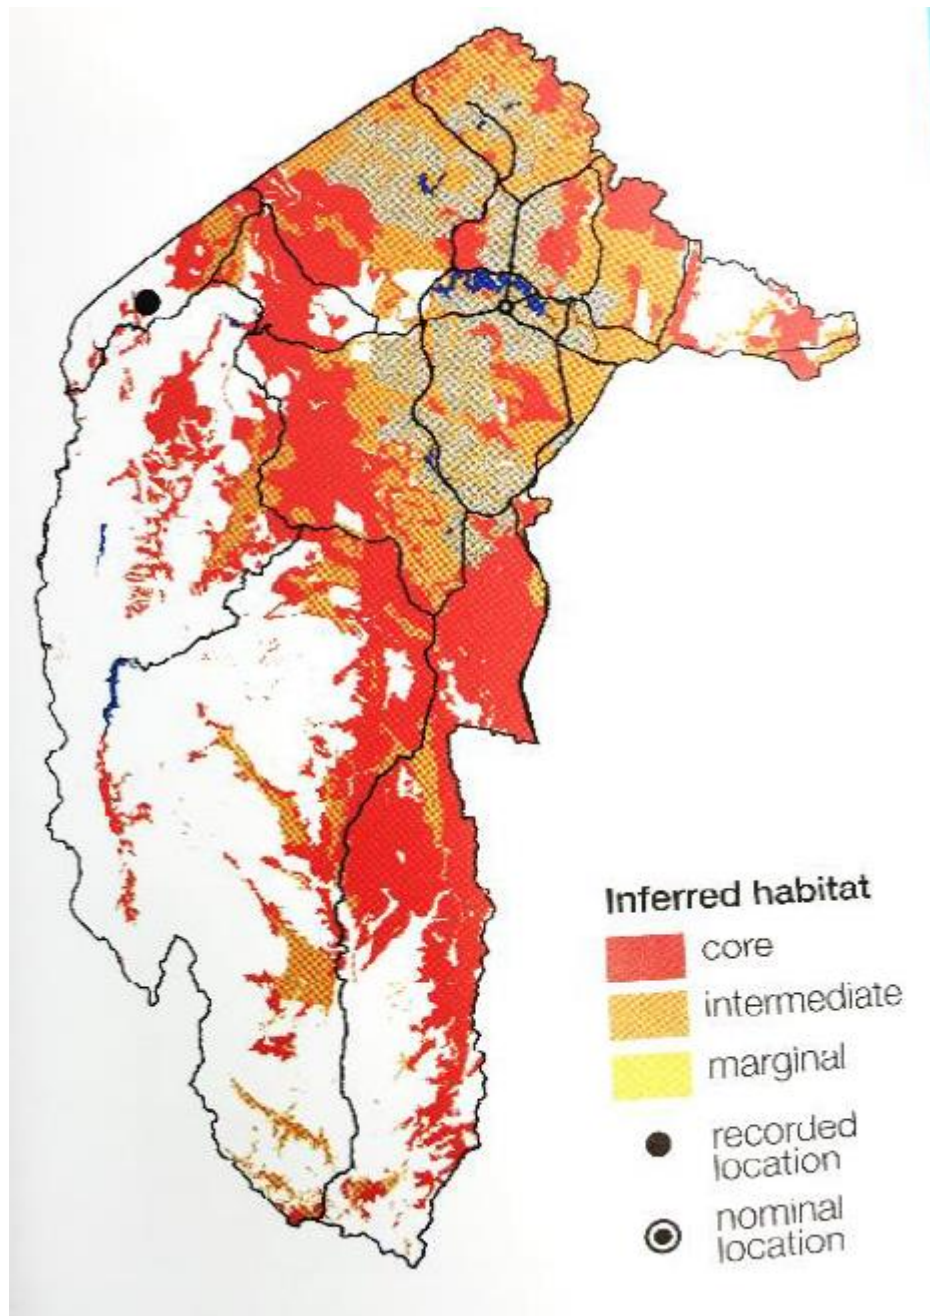 Inferred habitat
core
intermediate
marginal
recorded
location
nominal
location